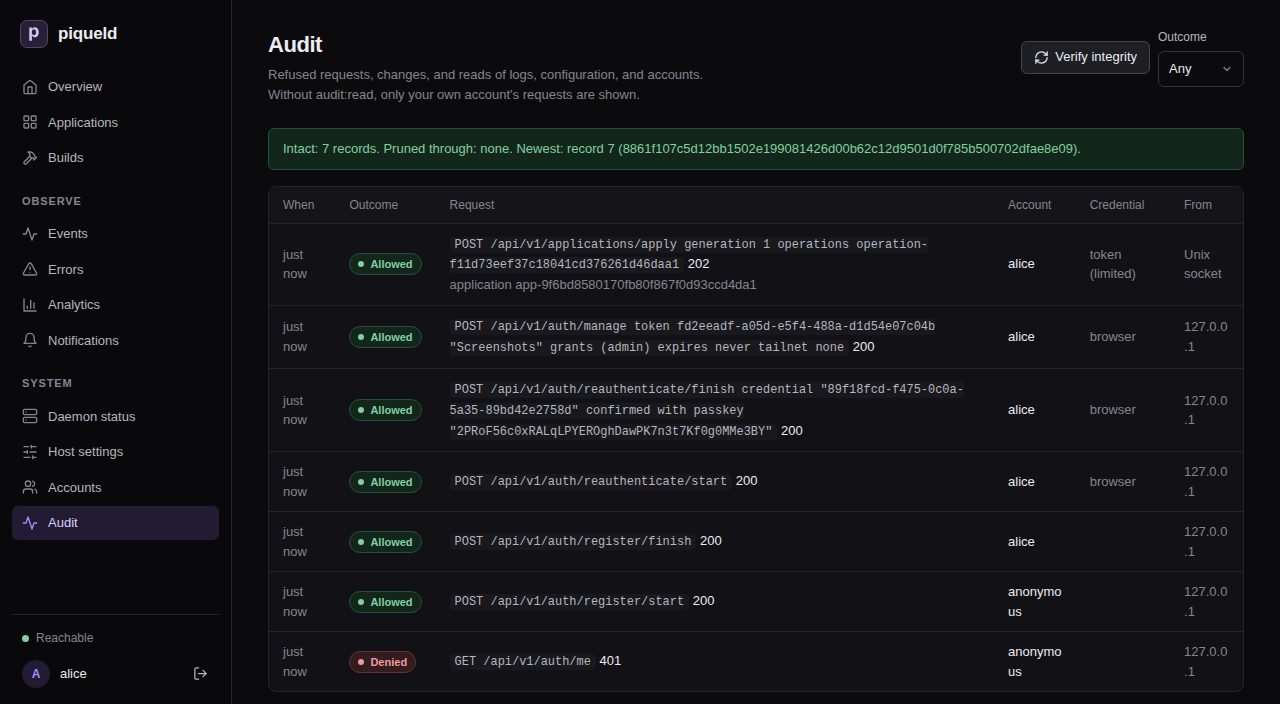 p piqueld
Overview
Applications
Builds
OBSERVE
Events
Errors
Analytics
Notifications
SYSTEM
Daemon status
Host settings
Accounts
Audit
Reachable
A alice
Audit
Refused requests, changes, and reads of logs, configuration, and accounts.
Without audit:read, only your own account's requests are shown.
Verify integrity
Outcome
Any
Intact: 7 records. Pruned through: none. Newest: record 7 (8861f107c5d12bb1502e199081426d00b62c12d9501d0f785b500702dfae8e09).
When Outcome Request Account Credential From
just now Allowed POST /api/v1/applications/apply generation 1 operations operation-
f11d73eef37c18041cd376261d46daa1 202
application app-9f6bd8580170fb80f867f0d93ccd4da1
alice token (limited) Unix socket
just now Allowed POST /api/v1/auth/manage token fd2eeadf-a05d-e5f4-488a-d1d54e07c04b
"Screenshots" grants (admin) expires never tailnet none 200
alice browser 127.0.0.1
just now Allowed POST /api/v1/auth/reauthenticate/finish credential "89f18fcd-f475-0c0a-
5a35-89bd42e2758d" confirmed with passkey
"2PRoF56c0xRALqLPYEROghDawPK7n3t7Kf0g0MMe3BY" 200
alice browser 127.0.0.1
just now Allowed POST /api/v1/auth/reauthenticate/start 200 alice browser 127.0.0.1
just now Allowed POST /api/v1/auth/register/finish 200 alice 127.0.0.1
just now Allowed POST /api/v1/auth/register/start 200 anonymous 127.0.0.1
just now Denied GET /api/v1/auth/me 401 anonymous 127.0.0.1